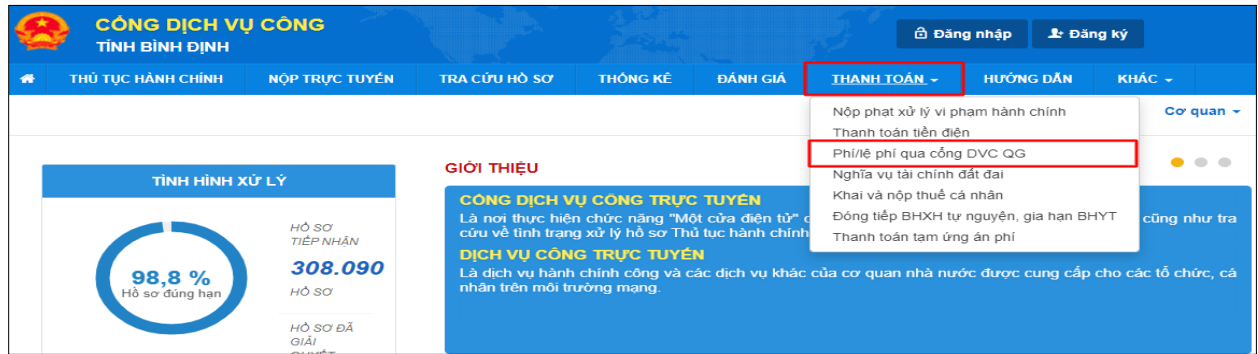 CỔNG DỊCH VỤ CÔNG
TỈNH BÌNH ĐỊNH
Đăng nhập
Đăng ký
THỦ TỤC HÀNH CHÍNH NỘP TRỰC TUYẾN TRA CỨU HỒ SƠ THỐNG KÊ ĐÁNH GIÁ THANH TOÁN HƯỚNG DẪN KHÁC
Cơ quan
Nộp phạt xử lý vi phạm hành chính
Thanh toán tiền điện
Phí/lệ phí qua cổng DVC QG
Nghĩa vụ tài chính đất đai
Khai và nộp thuế cá nhân
Đóng tiếp BHXH tự nguyện, gia hạn BHYT
Thanh toán tạm ứng án phí
TÌNH HÌNH XỬ LÝ
98,8 %
Hồ sơ đúng hạn
HỒ SƠ
TIẾP NHẬN
308.090
HỒ SƠ
HỒ SƠ ĐÃ
GIẢI
GIỚI THIỆU
CỔNG DỊCH VỤ CÔNG TRỰC TUYẾN
Là nơi thực hiện chức năng "Một cửa điện tử" cũng như tra
cứu về tình trạng xử lý hồ sơ Thủ tục hành chính
DỊCH VỤ CÔNG TRỰC TUYẾN
Là dịch vụ hành chính công và các dịch vụ khác của cơ quan nhà nước được cung cấp cho các tổ chức, cá
nhân trên môi trường mạng.